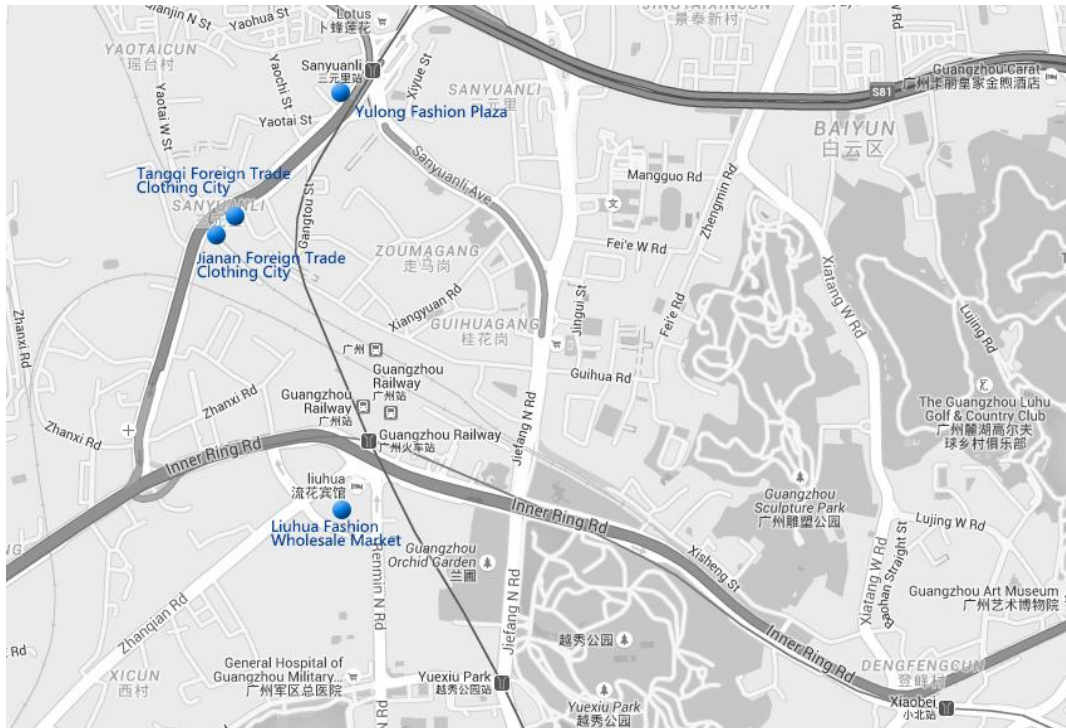 Qianjin N St
Yaohua St
Lotus
卜蜂莲花
JINGTAIXINCUN
景泰新村
YAOTAICUN
瑶台村
Sanyuanli
三元里站
Xiyue St
Yaochi St
Yaotai W St
Yaotai St
SANYUANLI
三元里
Yulong Fashion Plaza
S81
Guangzhou Carat
广州卡丽皇家金煦酒店
BAIYUN
白云区
Sanyuanli Ave
Mangguo Rd
文
Zhengmin Rd
Tangqi Foreign Trade
Clothing City
SANYUANLI
Jianan Foreign Trade
Clothing City
Gangtou St
ZOUMAGANG
走马岗
Fei'e W Rd
Xiatang W Rd
Xiangyuan Rd
GUIHUAGANG
桂花岗
Jingui St
Fei'e Rd
Lujing Rd
Zhanxi Rd
广州
Guangzhou
Railway
广州站
Guihua Rd
Guangzhou
Railway
广州站
Zhanxi Rd
Zhanxi Rd
Jiefang N Rd
The Guangzhou Luhu
Golf & Country Club
广州麓湖高尔夫
球乡村俱乐部
Guangzhou Railway
广州火车站
Inner Ring Rd
liuhua
流花宾馆
Inner Ring Rd
Guangzhou
Sculpture Park
广州雕塑公园
Liuhua Fashion
Wholesale Market
Renmin N Rd
Guangzhou
Orchid Garden
兰圃
Lujing W Rd
Xisheng St
Xiatang W Rd
Baohan Straight St
Guangzhou Art Museum
广州艺术博物院
Zhanqian Rd
Jiefang N Rd
越秀公园
Inner Ring Rd
DENGFENGCUN
登峰村
XICUN
西村
General Hospital of
Guangzhou Military...
广州军区总医院
Yuexiu Park
越秀公园站
Yuexiu Park
越秀公园
Xiaobei
小北站